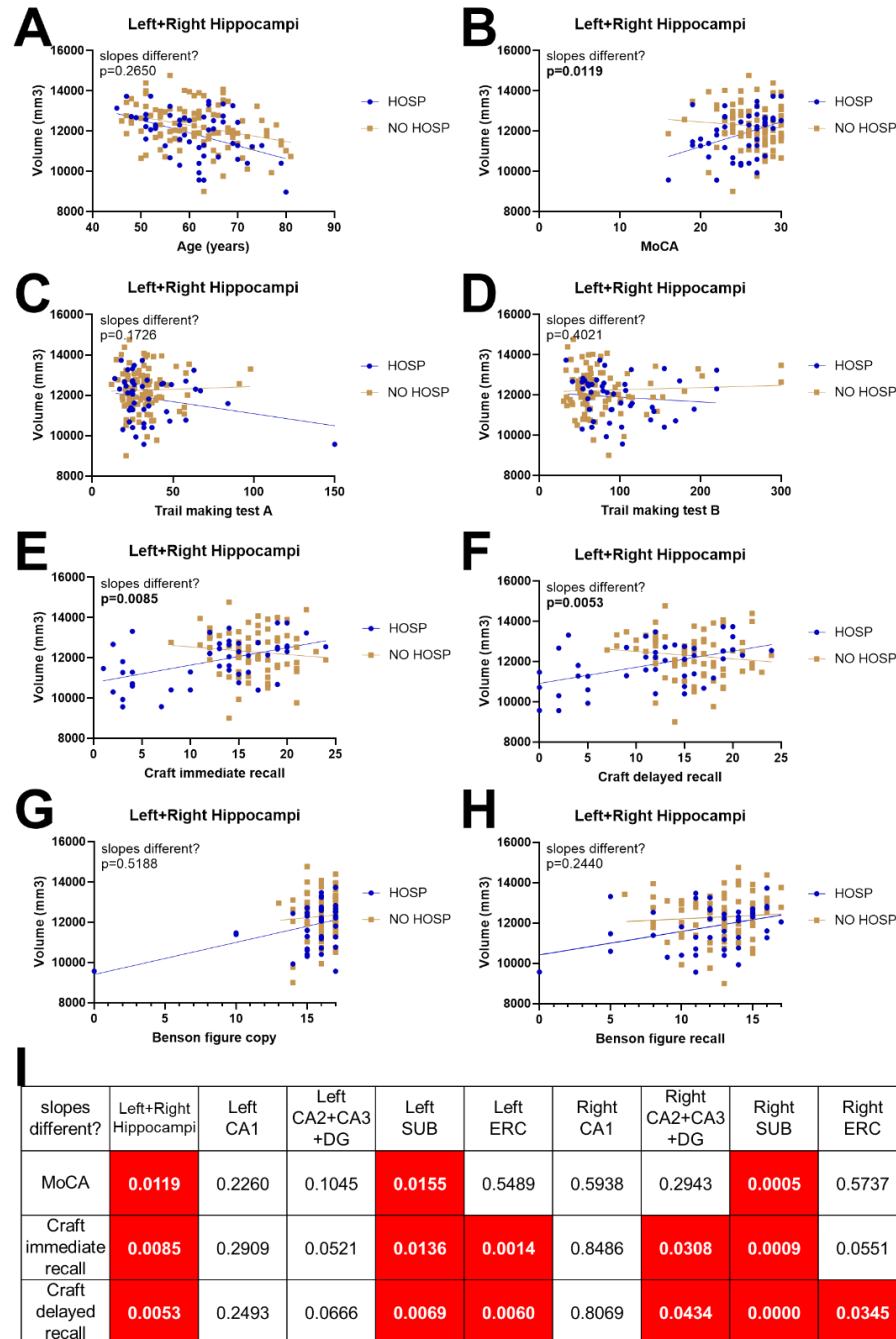 A
Left+Right Hippocampi
slopes different?
p=0.2650
16000
14000
12000
10000
8000
Volume (mm3)
40 50 60 70 80 90
Age (years)
HOSP
NO HOSP
B
Left+Right Hippocampi
slopes different?
p=0.0119
16000
14000
12000
10000
8000
Volume (mm3)
0 10 20 30
MoCA
HOSP
NO HOSP
C
Left+Right Hippocampi
slopes different?
p=0.1726
16000
14000
12000
10000
8000
Volume (mm3)
0 50 100 150
Trail making test A
HOSP
NO HOSP
D
Left+Right Hippocampi
slopes different?
p=0.4021
16000
14000
12000
10000
8000
Volume (mm3)
0 100 200 300
Trail making test B
HOSP
NO HOSP
E
Left+Right Hippocampi
slopes different?
p=0.0085
16000
14000
12000
10000
8000
Volume (mm3)
0 5 10 15 20 25
Craft immediate recall
HOSP
NO HOSP
F
Left+Right Hippocampi
slopes different?
p=0.0053
16000
14000
12000
10000
8000
Volume (mm3)
0 5 10 15 20 25
Craft delayed recall
HOSP
NO HOSP
G
Left+Right Hippocampi
slopes different?
p=0.5188
16000
14000
12000
10000
8000
Volume (mm3)
0 10 15
Benson figure copy
HOSP
NO HOSP
H
Left+Right Hippocampi
slopes different?
p=0.2440
16000
14000
12000
10000
8000
Volume (mm3)
0 5 10 15
Benson figure recall
HOSP
NO HOSP
I
slopes different? Left+Right Hippocampi Left CA1 Left CA2+CA3 +DG Left SUB Left ERC Right CA1 Right CA2+CA3 +DG Right SUB Right ERC
MoCA 0.0119 0.2260 0.1045 0.0155 0.5489 0.5938 0.2943 0.0005 0.5737
Craft immediate recall 0.0085 0.2909 0.0521 0.0136 0.0014 0.8486 0.0308 0.0009 0.0551
Craft delayed recall 0.0053 0.2493 0.0666 0.0069 0.0060 0.8069 0.0434 0.0000 0.0345